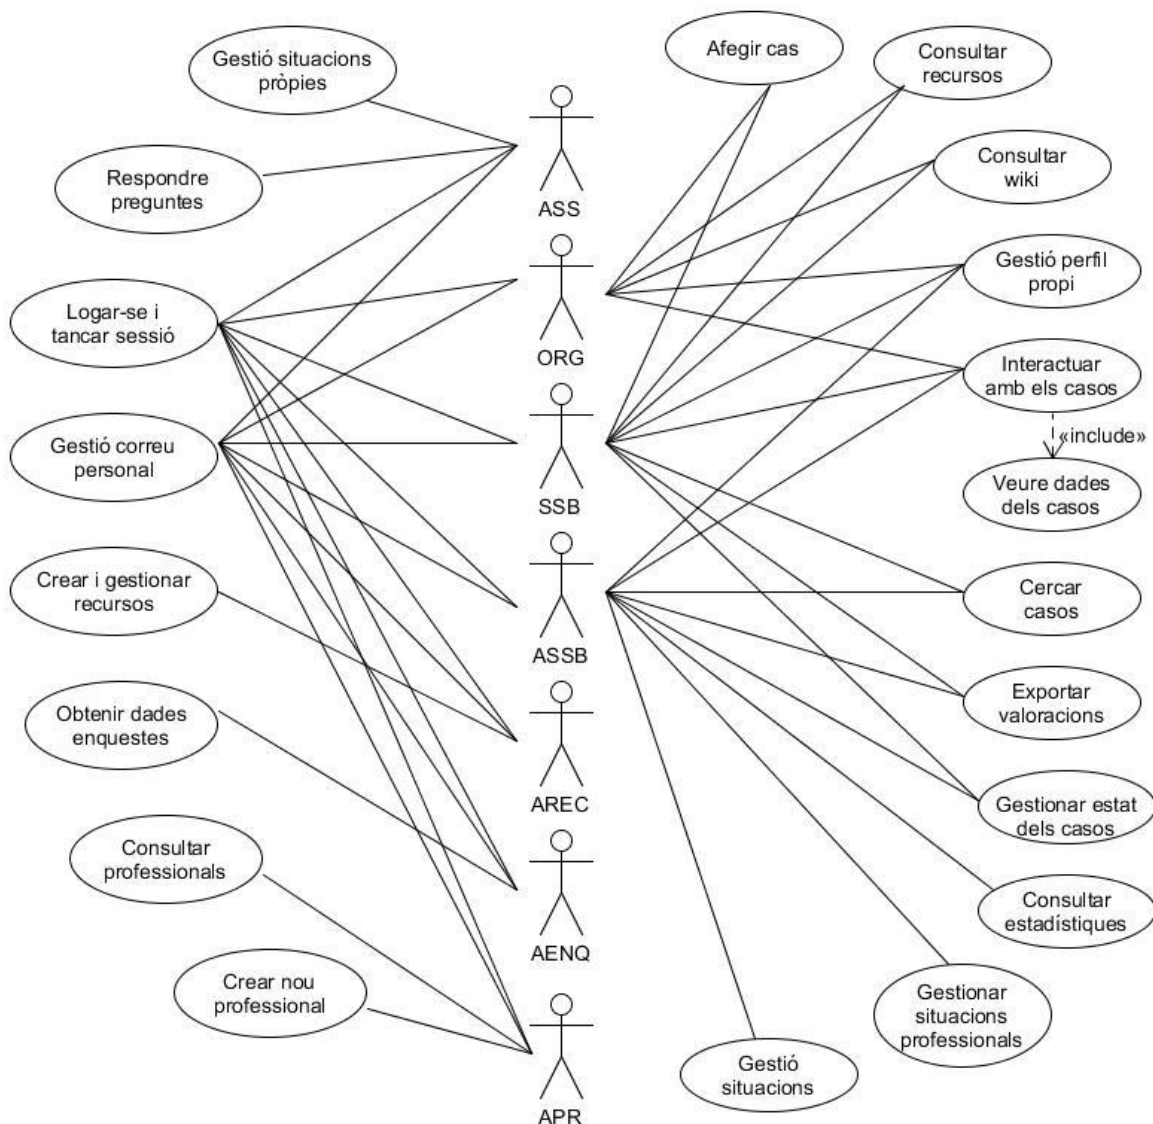 Gestió situacions
pròpies
Respondre
preguntes
Logar-se i
tancar sessió
Gestió correu
personal
Crear i gestionar
recursos
Obtenir dades
enquestes
Consultar
professionals
Crear nou
professional
ASS
ORG
SSB
ASSB
AREC
AENQ
APR
Afegir cas
Consultar
recursos
Consultar
wiki
Gestió perfil
propi
Interactuar
amb els casos
«include»
Veure dades
dels casos
Cercar
casos
Exportar
valoracions
Gestionar estat
dels casos
Consultar
estadístiques
Gestionar
situacions
professionals
Gestió
situacions